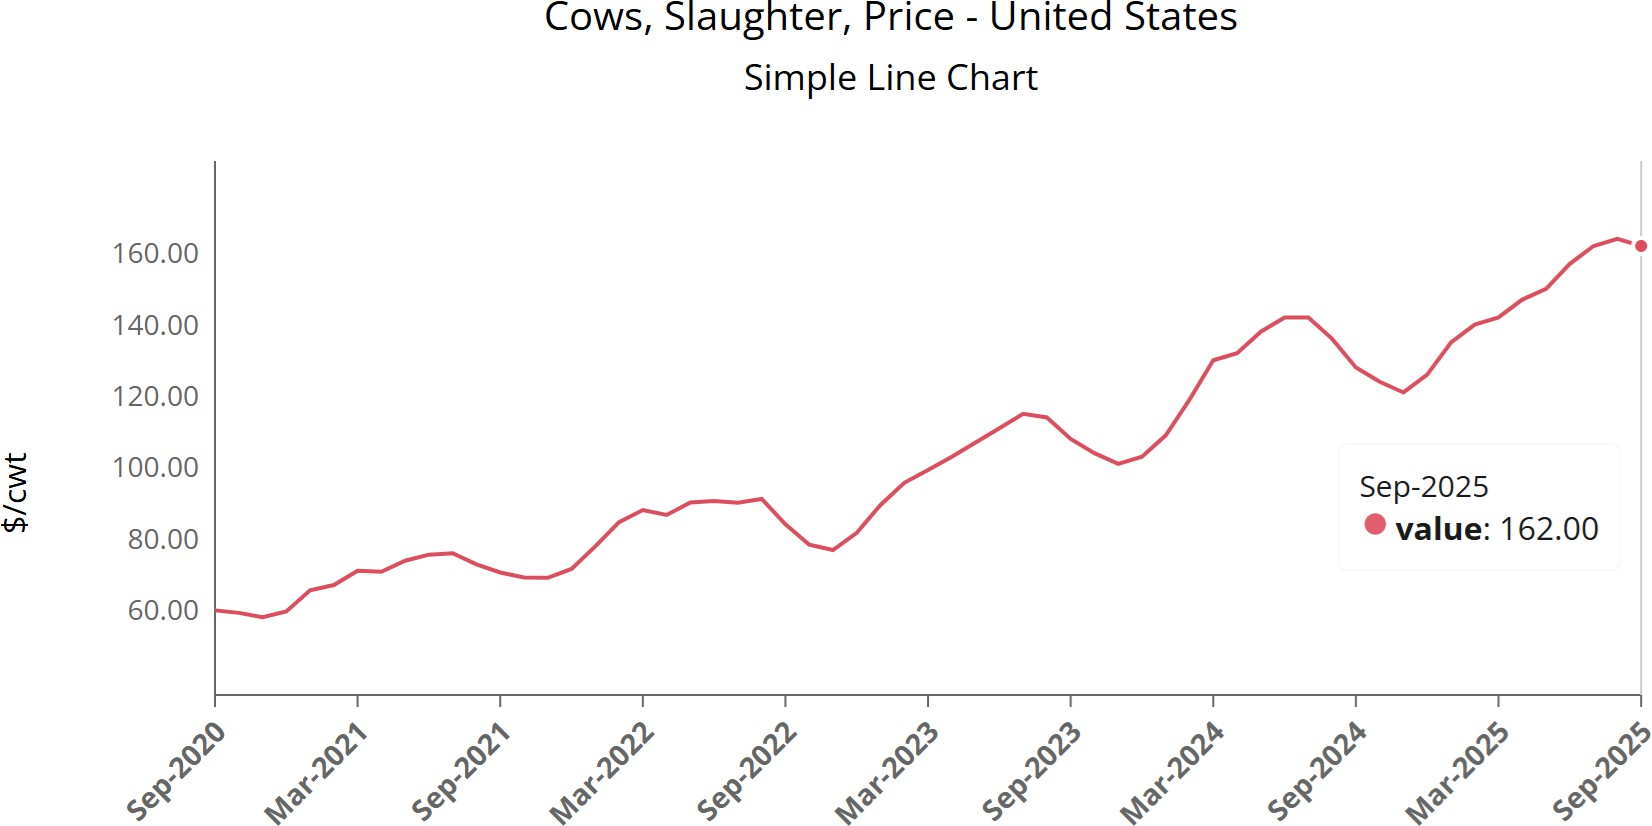 Cows, Slaughter, Price - United States
Simple Line Chart
$/cwt
160.00
140.00
120.00
100.00
80.00
60.00
Sep-2025
value: 162.00
Sep-2020
Mar-2021
Sep-2021
Mar-2022
Sep-2022
Mar-2023
Sep-2023
Mar-2024
Sep-2024
Mar-2025
Sep-2025